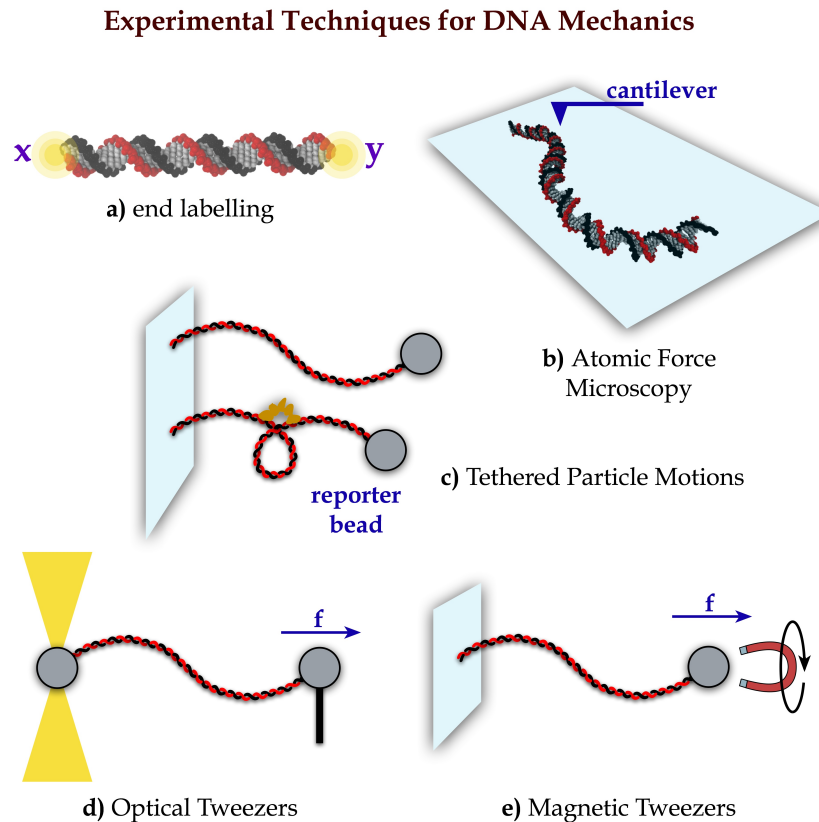 Experimental Techniques for DNA Mechanics
cantilever
x
y
a) end labelling
b) Atomic Force
Microscopy
c) Tethered Particle Motions
reporter
bead
f
f
d) Optical Tweezers
e) Magnetic Tweezers